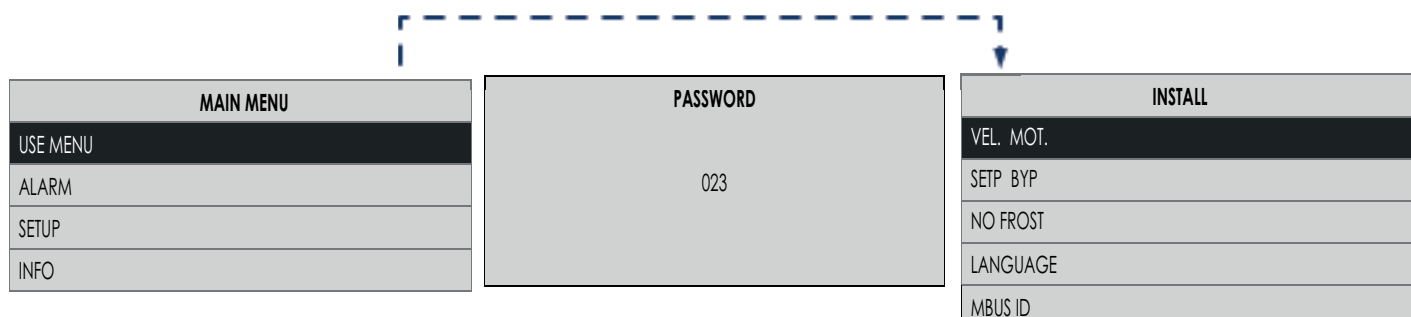 MAIN MENU
USE MENU
ALARM
SETUP
INFO
PASSWORD
023
INSTALL
VEL. MOT.
SETP BYP
NO FROST
LANGUAGE
MBUS ID